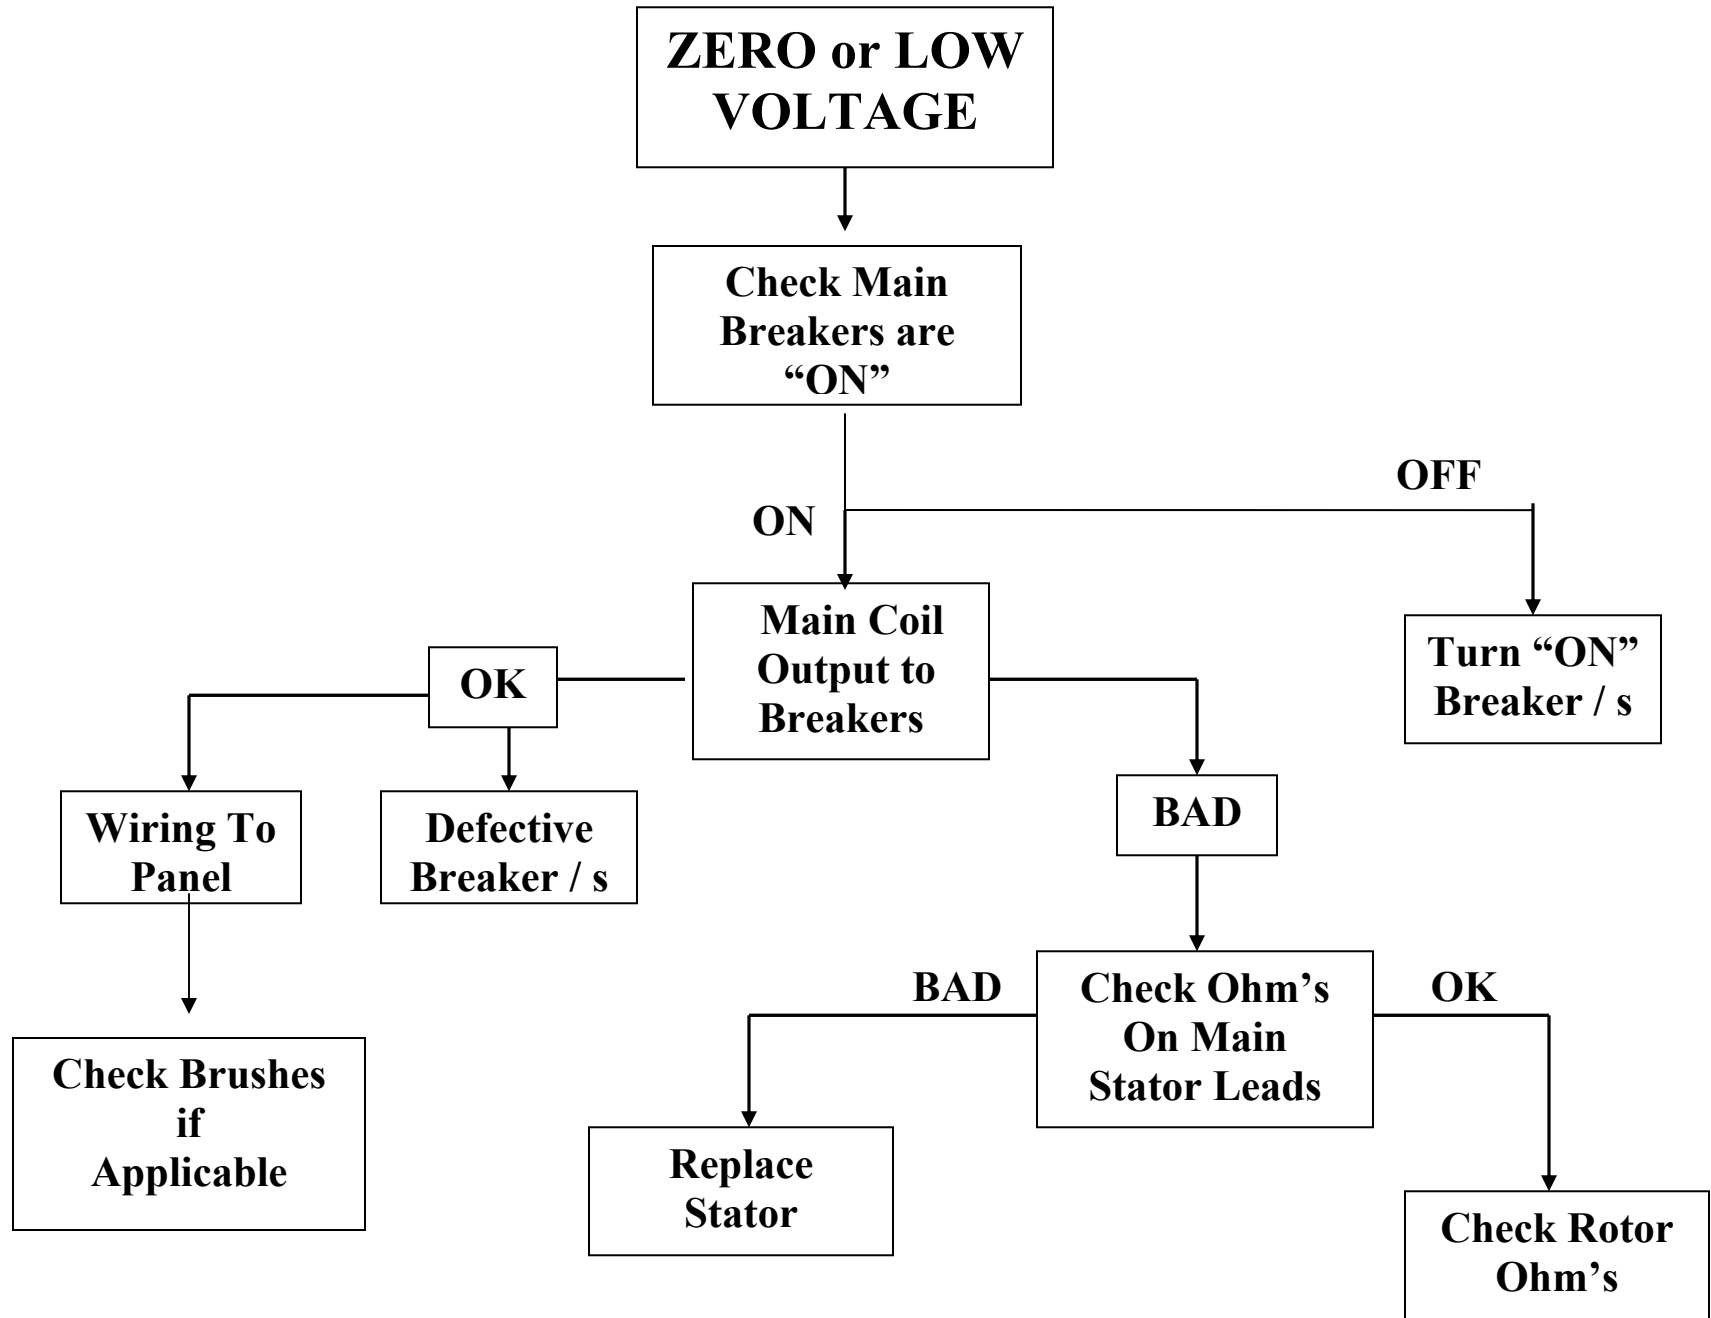 ZERO or LOW
VOLTAGE
Check Main
Breakers are
“ON”
OFF
ON
Main Coil
Output to
Breakers
Turn “ON”
Breaker / s
OK
BAD
Wiring To
Panel
Defective
Breaker / s
BAD
Check Ohm’s
On Main
Stator Leads
OK
Check Brushes
if
Applicable
Replace
Stator
Check Rotor
Ohm’s